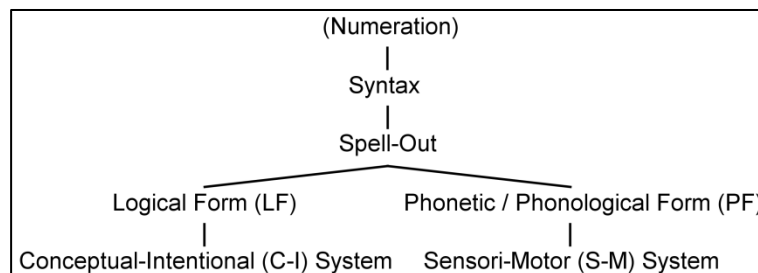 (Numeration)
Syntax
Spell-Out
Logical Form (LF) Phonetic / Phonological Form (PF)
Conceptual-Intentional (C-I) System Sensori-Motor (S-M) System